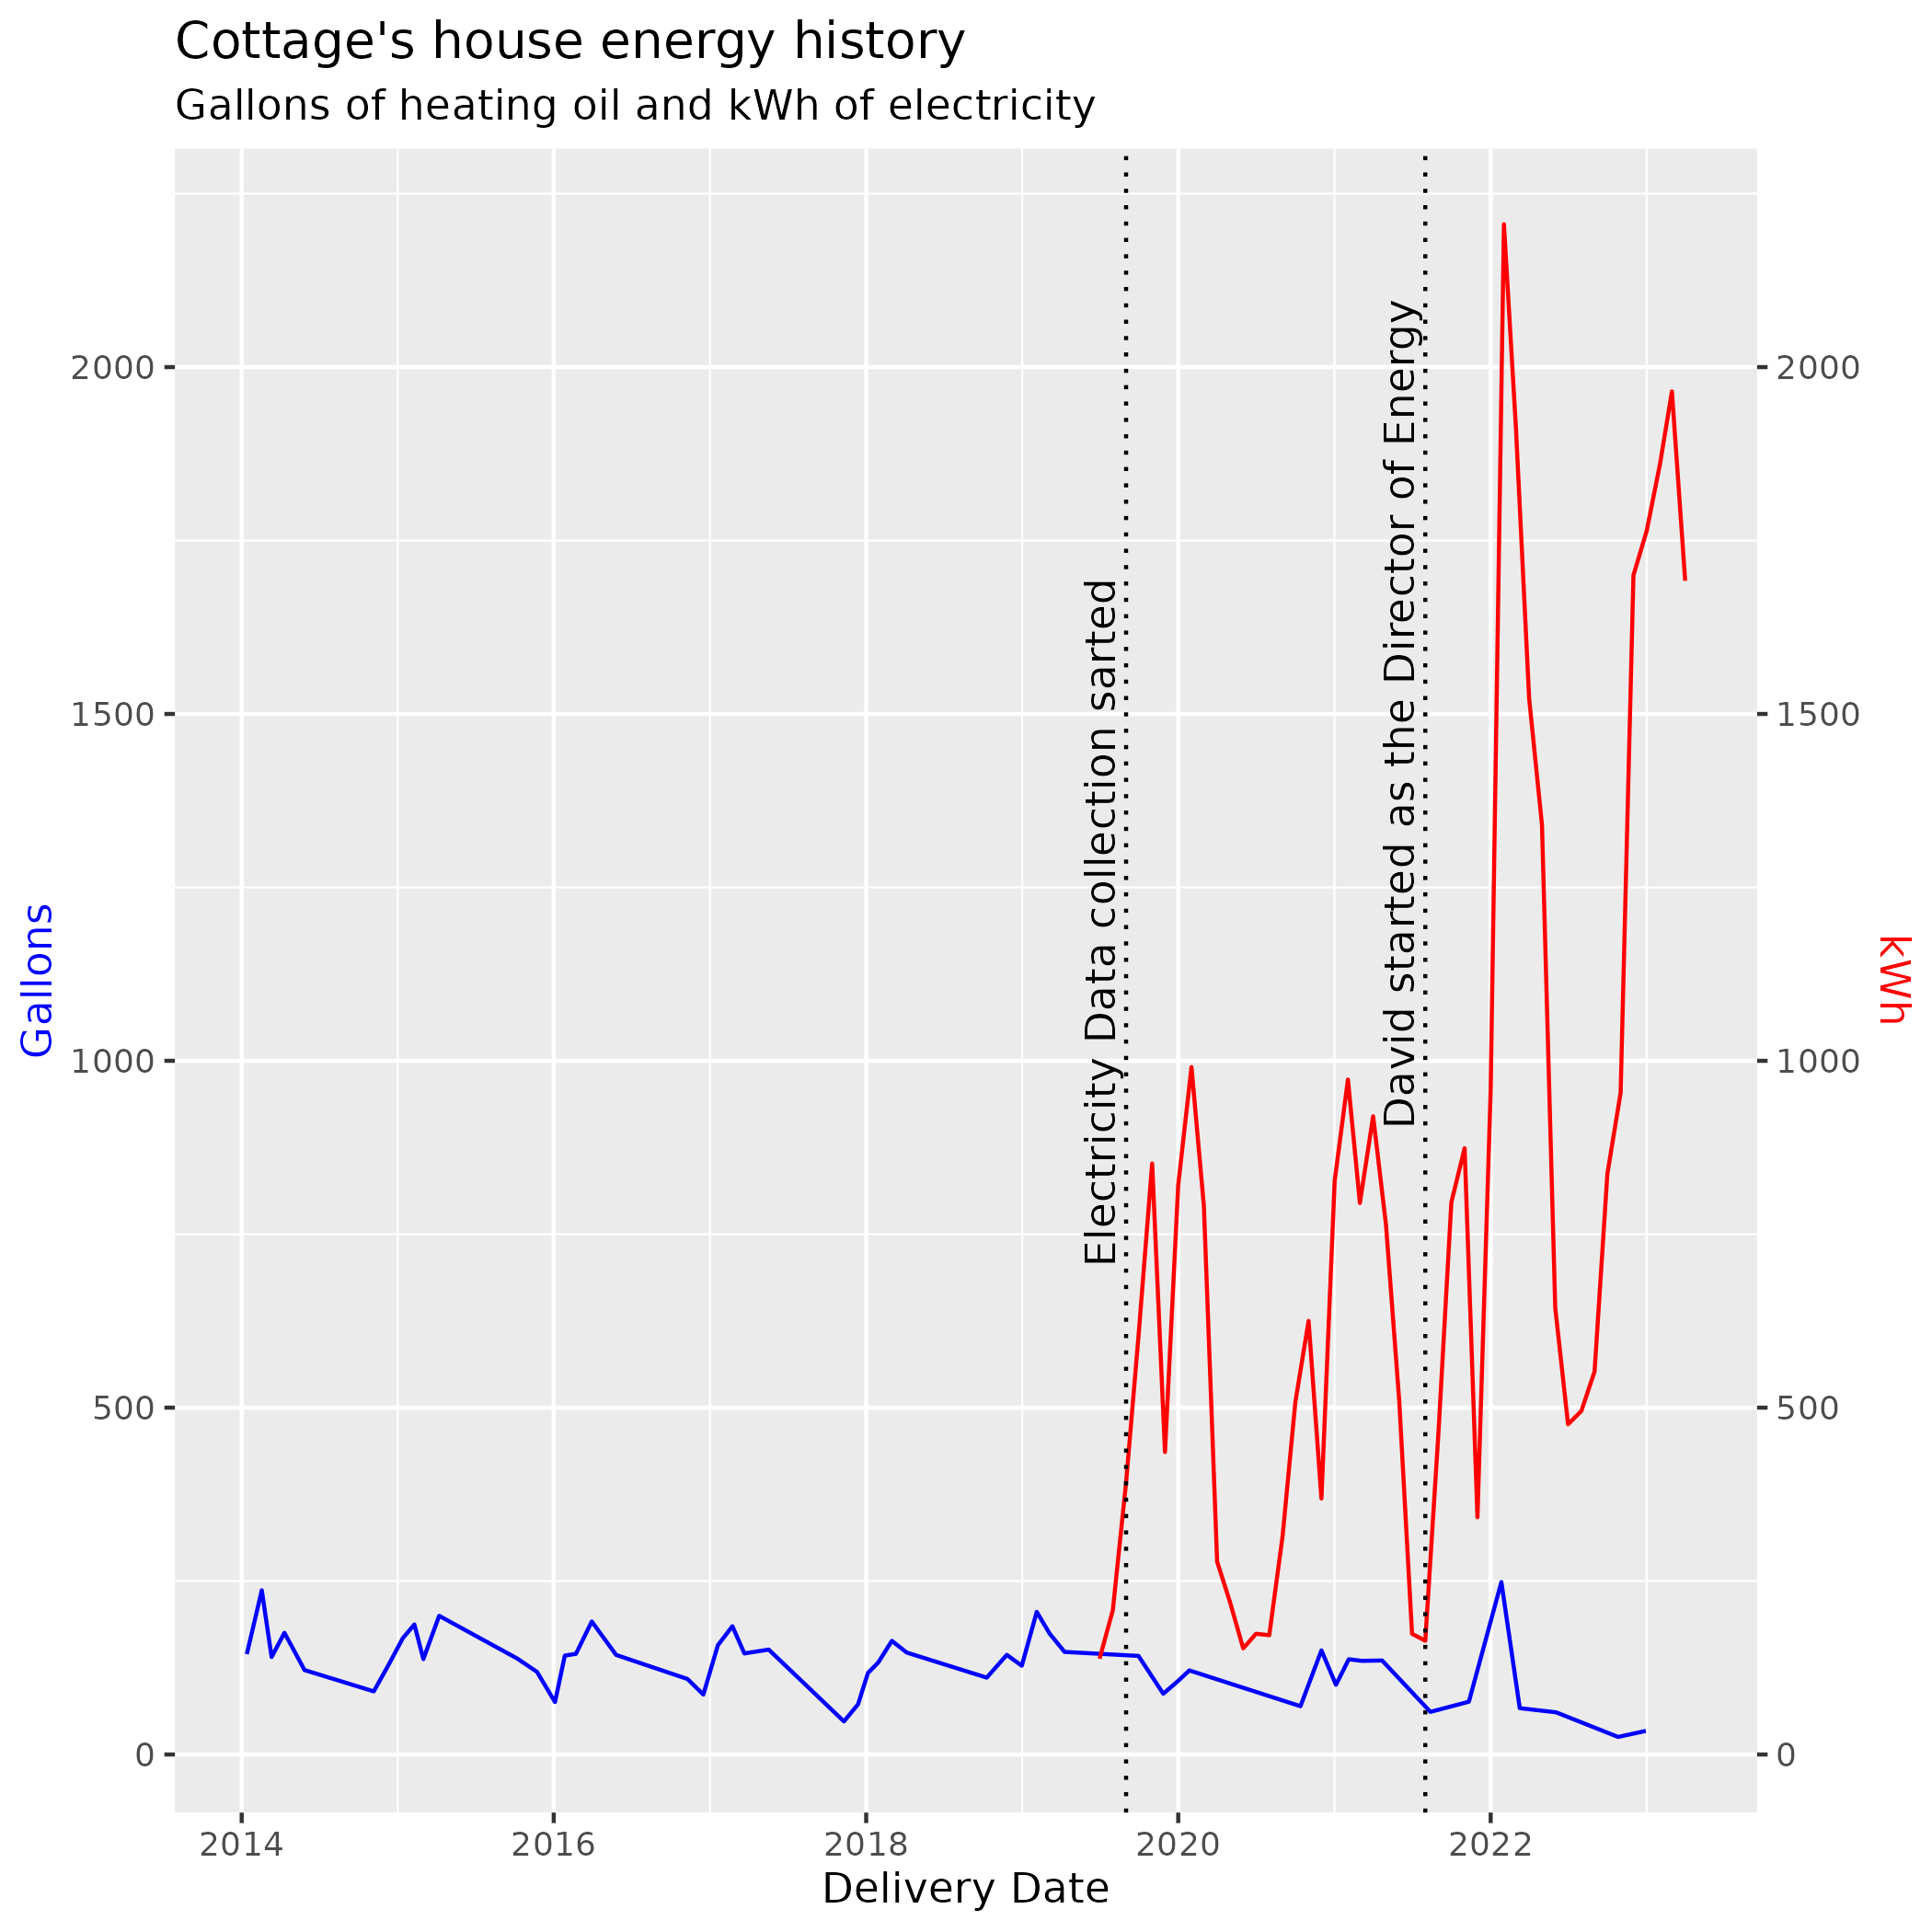 Cottage's house energy history
Gallons of heating oil and kWh of electricity
2000
1500
1000
500
0
Gallons
Electricity Data collection sarted
David started as the Director of Energy
2000
1500
1000
500
0
kWh
2014 2016 2018 2020 2022
Delivery Date